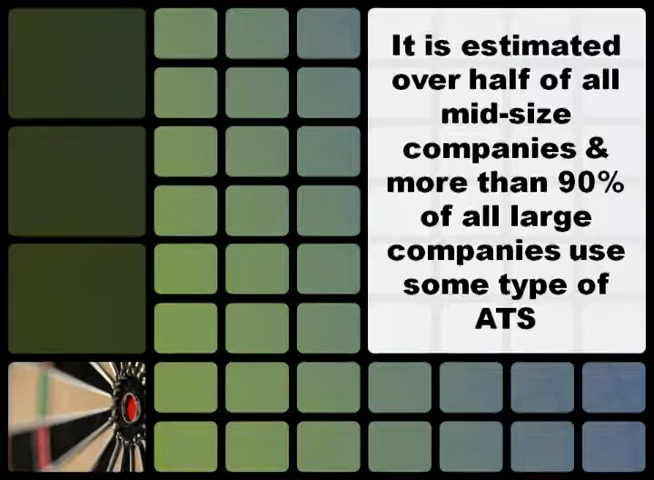 It is estimated
over half of all
mid-size
companies &
more than 90%
of all large
companies use
some type of
ATS